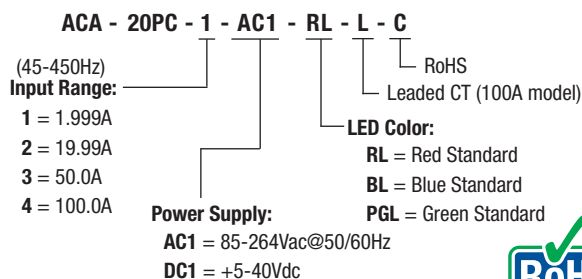 ACA - 20PC - 1 - AC1 - RL - L - C
RoHS
Leaded CT (100A model)
(45-450Hz)
Input Range:
1 = 1.999A
2 = 19.99A
3 = 50.0A
4 = 100.0A
LED Color:
RL = Red Standard
BL = Blue Standard
PGL = Green Standard
Power Supply:
AC1 = 85-264Vac@50/60Hz
DC1 = +5-40Vdc
RoH